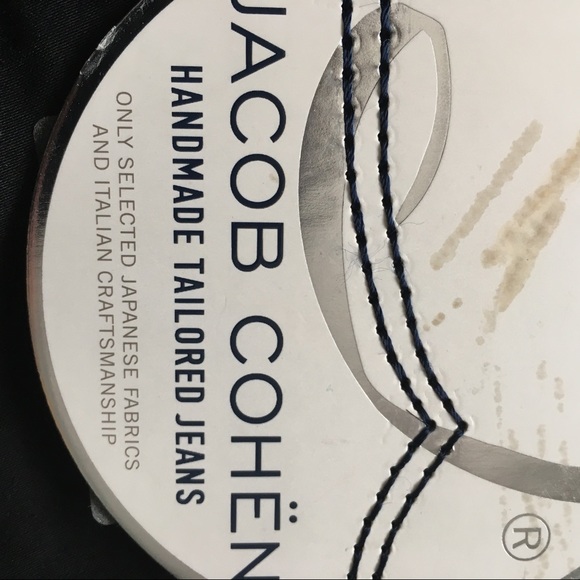 ®
JACOB COHËN
HANDMADE TAILORED JEANS
ONLY SELECTED JAPANESE FABRICS
AND ITALIAN CRAFTSMANSHIP